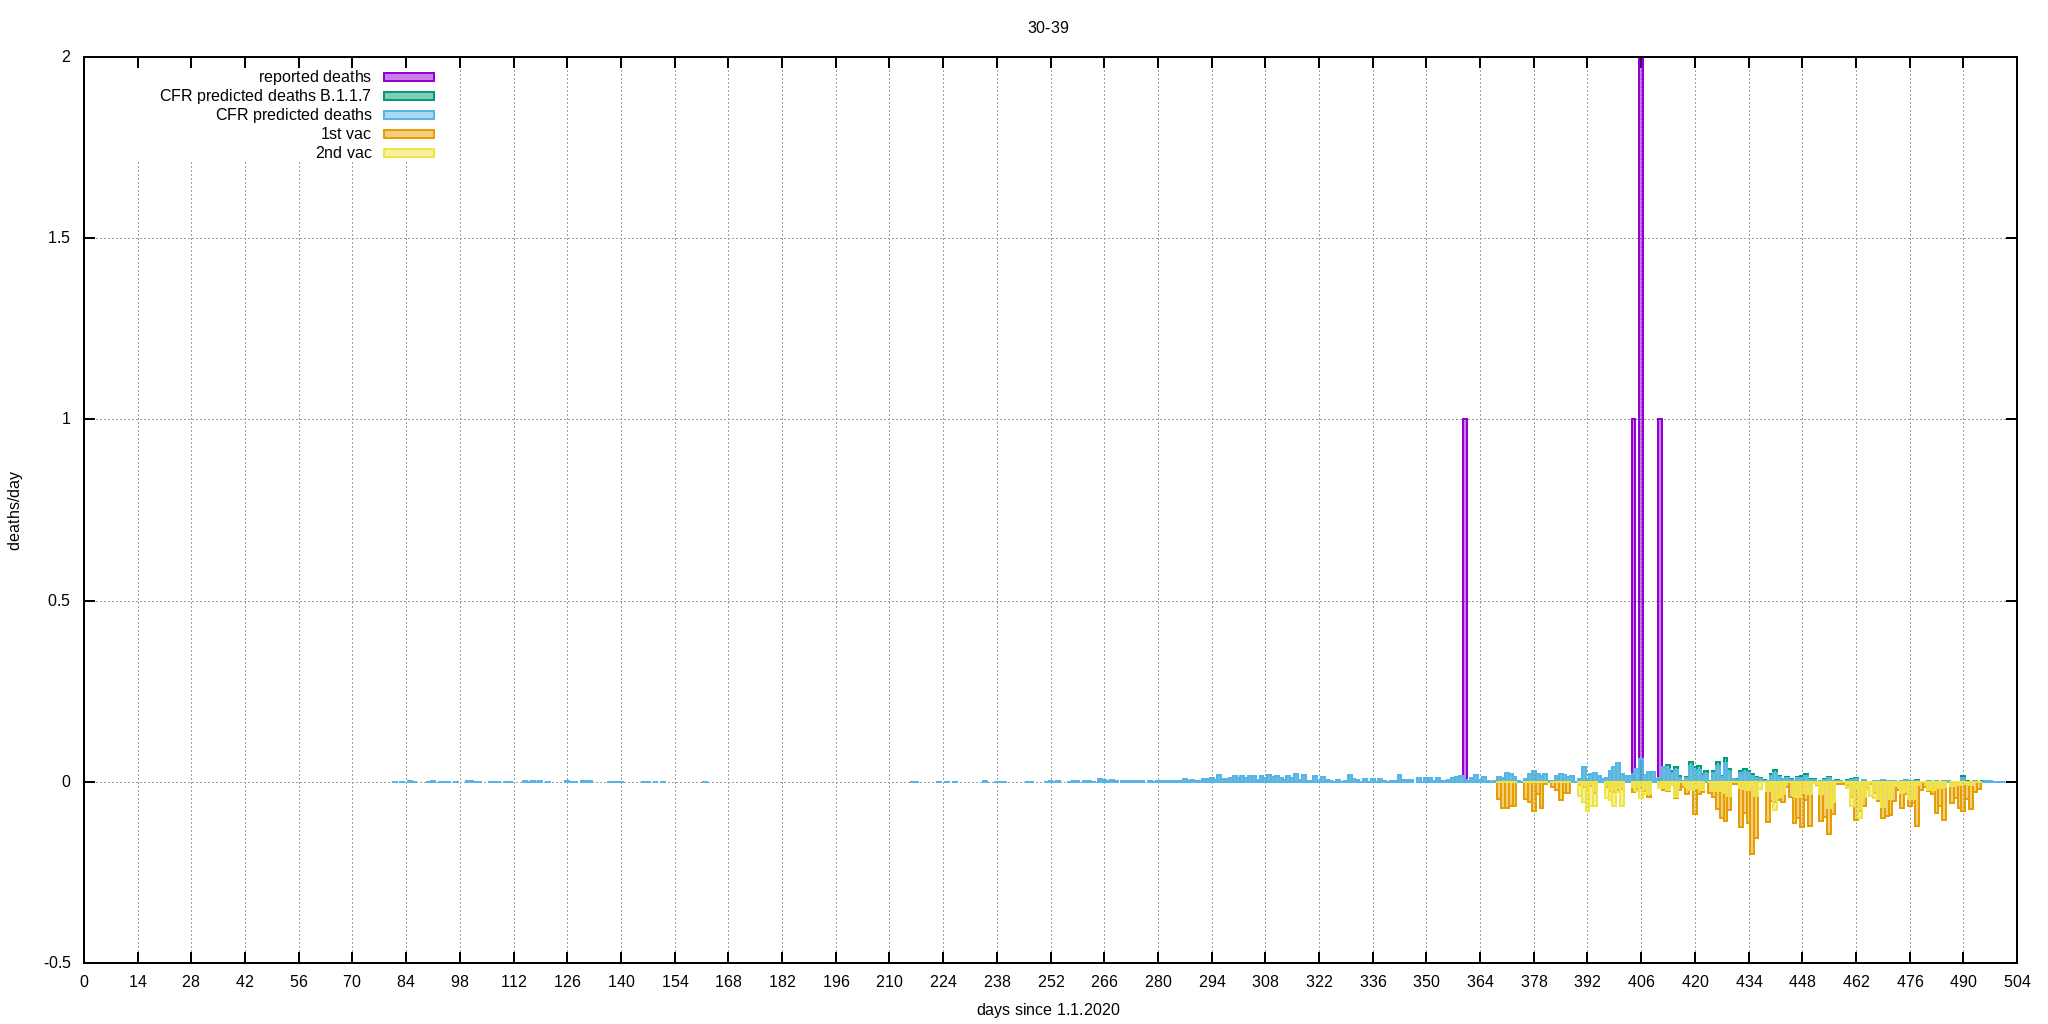 30-39
2
1.5
1
0.5
0
-0.5
reported deaths
CFR predicted deaths B.1.1.7
CFR predicted deaths
1st vac
2nd vac
deaths/day
0 14 28 42 56 70 84 98 112 126 140 154 168 182 196 210 224 238 252 266 280 294 308 322 336 350 364 378 392 406 420 434 448 462 476 490 504
days since 1.1.2020